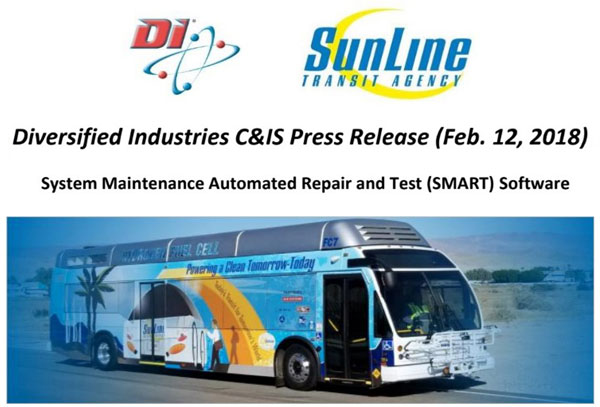 Di
SunLine
TRANSIT AGENCY
Diversified Industries C&IS Press Release (Feb. 12, 2018)
System Maintenance Automated Repair and Test (SMART) Software
FC7
FUEL CELL
Powering a Clean Tomorrow-Today
SunLine